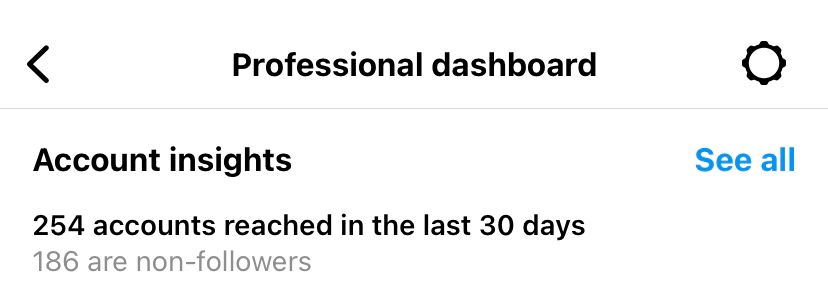 Professional dashboard
Account insights
See all
254 accounts reached in the last 30 days
186 are non-followers